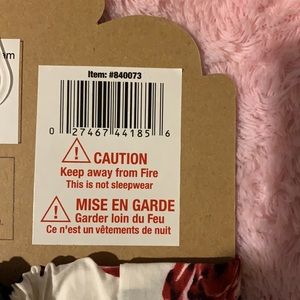 Item: #840073
0 27467 44185 6
CAUTION
Keep away from Fire
This is not sleepwear
MISE EN GARDE
Garder loin du Feu
Ce n'est un vêtements de nuit